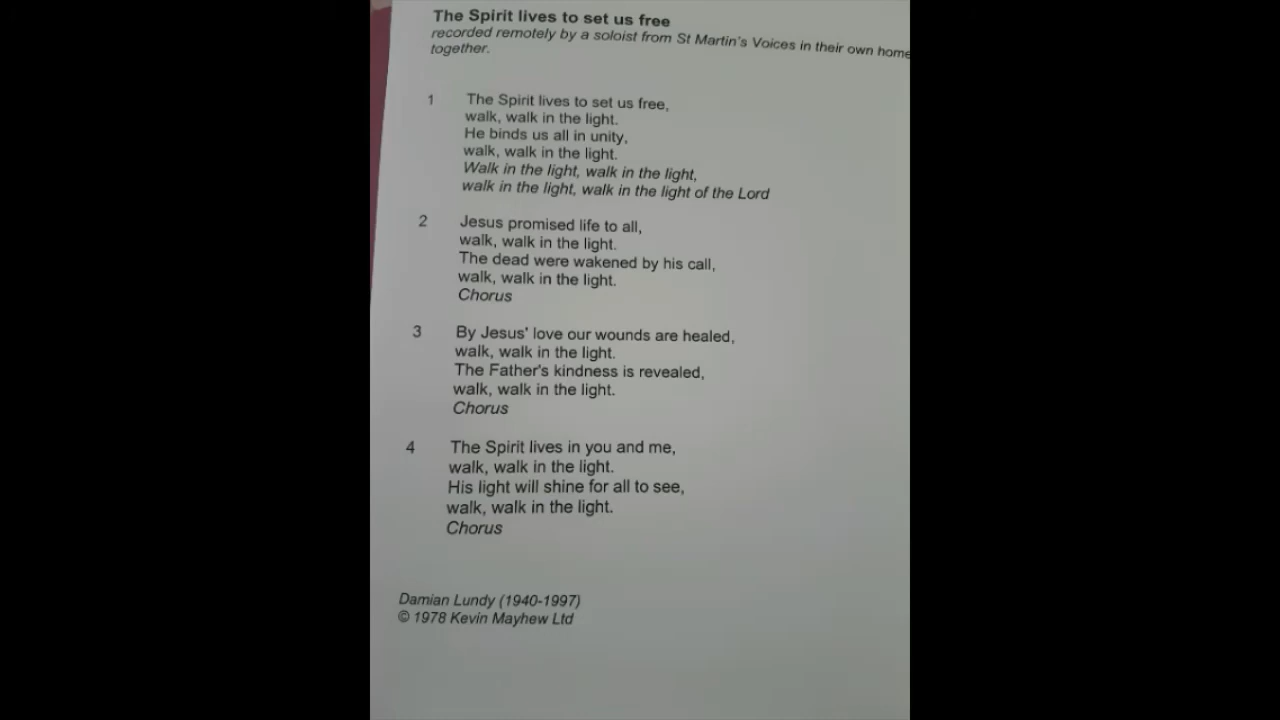 The Spirit lives to set us free
recorded remotely by a soloist from St Martin's Voices in their own home
together.
1 The Spirit lives to set us free,
walk, walk in the light.
He binds us all in unity,
walk, walk in the light.
Walk in the light, walk in the light,
walk in the light, walk in the light of the Lord
2 Jesus promised life to all,
walk, walk in the light.
The dead were wakened by his call,
walk, walk in the light.
Chorus
3 By Jesus' love our wounds are healed,
walk, walk in the light.
The Father's kindness is revealed,
walk, walk in the light.
Chorus
4 The Spirit lives in you and me,
walk, walk in the light.
His light will shine for all to see,
walk, walk in the light.
Chorus
Damian Lundy (1940-1997)
© 1978 Kevin Mayhew Ltd